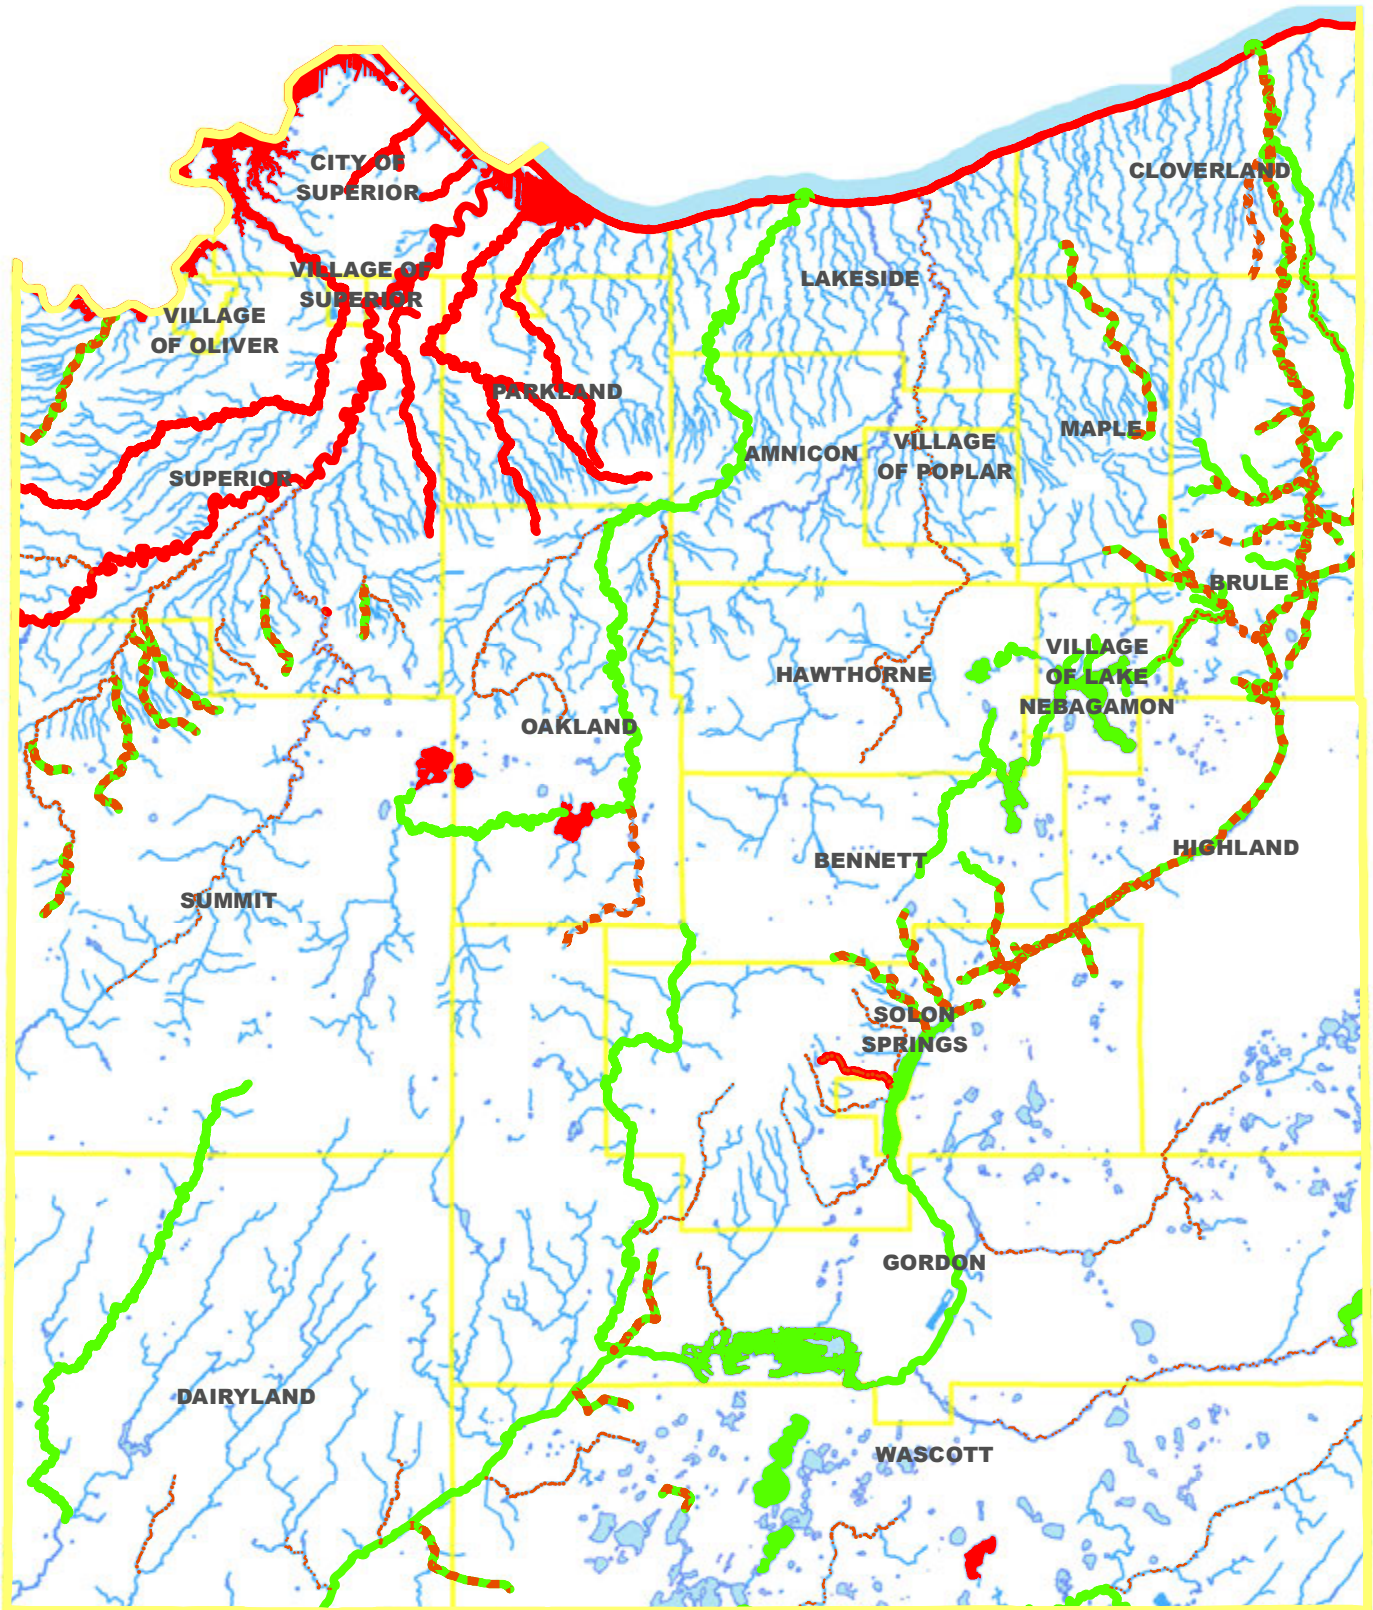 CITY OF
SUPERIOR
CLOVERLAND
VILLAGE OF
SUPERIOR
LAKESIDE
VILLAGE
OF OLIVER
PARKLAND
MAPLE
VILLAGE
OF POPLAR
AMNICON
SUPERIOR
BRULE
VILLAGE
OF LAKE
NEBAGAMON
HAWTHORNE
OAKLAND
HIGHLAND
BENNETT
SUMMIT
SOLON
SPRINGS
GORDON
DAIRYLAND
WASCOTT